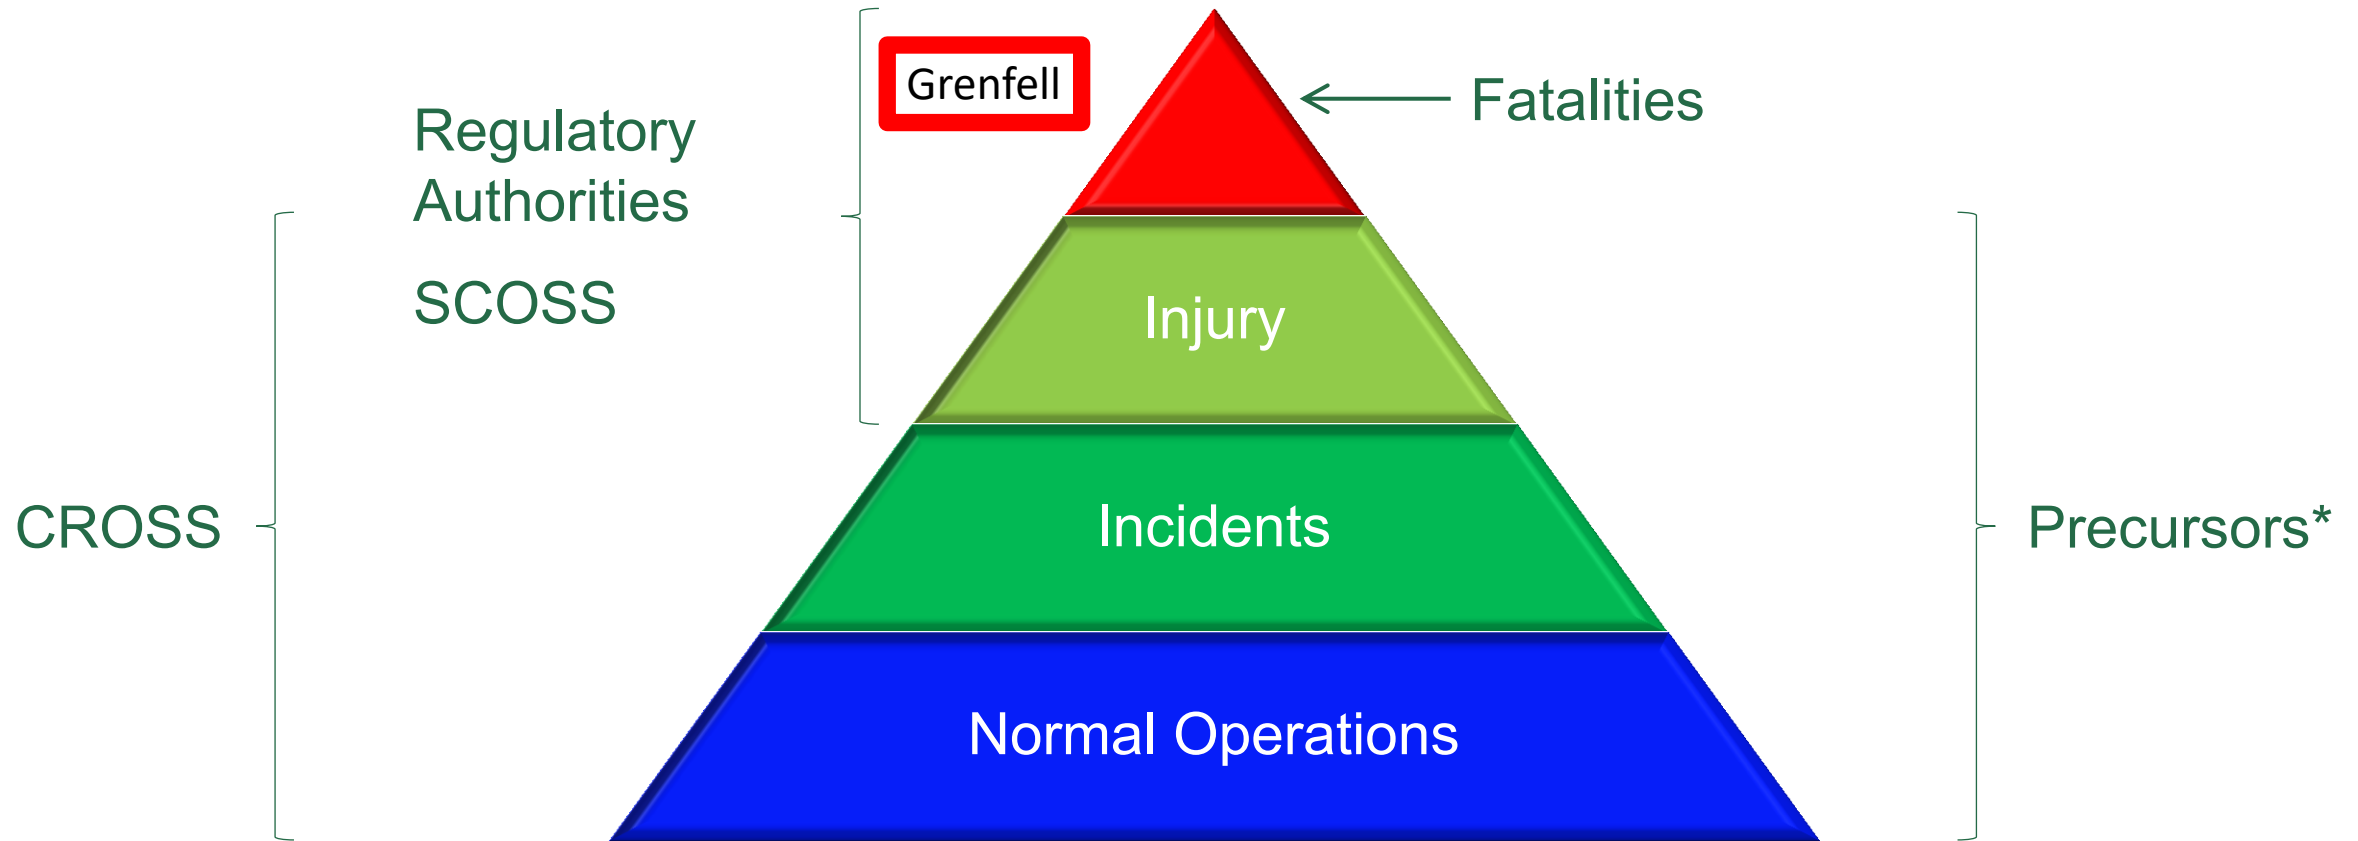 Grenfell
Fatalities
Regulatory
Authorities
SCOSS
Injury
CROSS
Incidents
Precursors*
Normal Operations